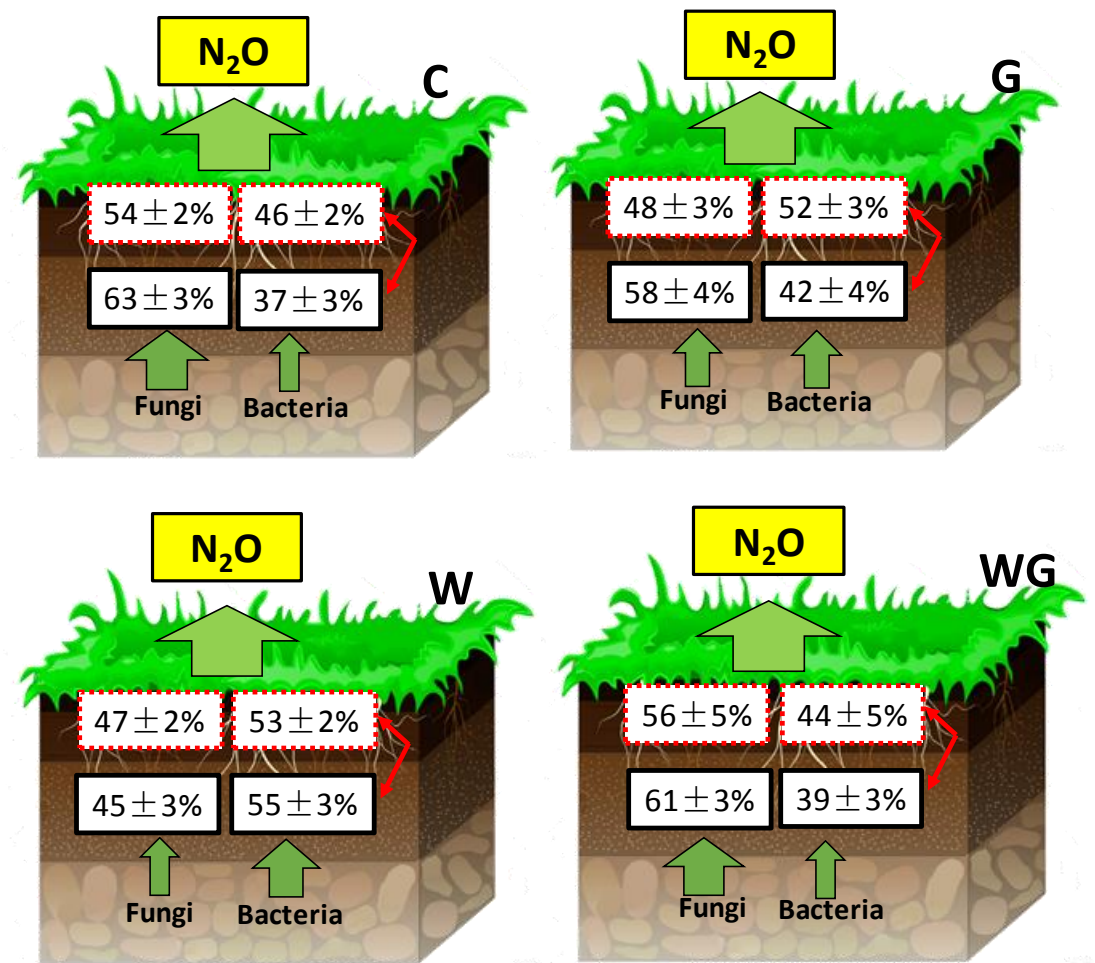 N₂O
C
54±2% 46±2%
63±3% 37±3%
Fungi Bacteria
N₂O
G
48±3% 52±3%
58±4% 42±4%
Fungi Bacteria
N₂O
W
47±2% 53±2%
45±3% 55±3%
Fungi Bacteria
N₂O
WG
56±5% 44±5%
61±3% 39±3%
Fungi Bacteria